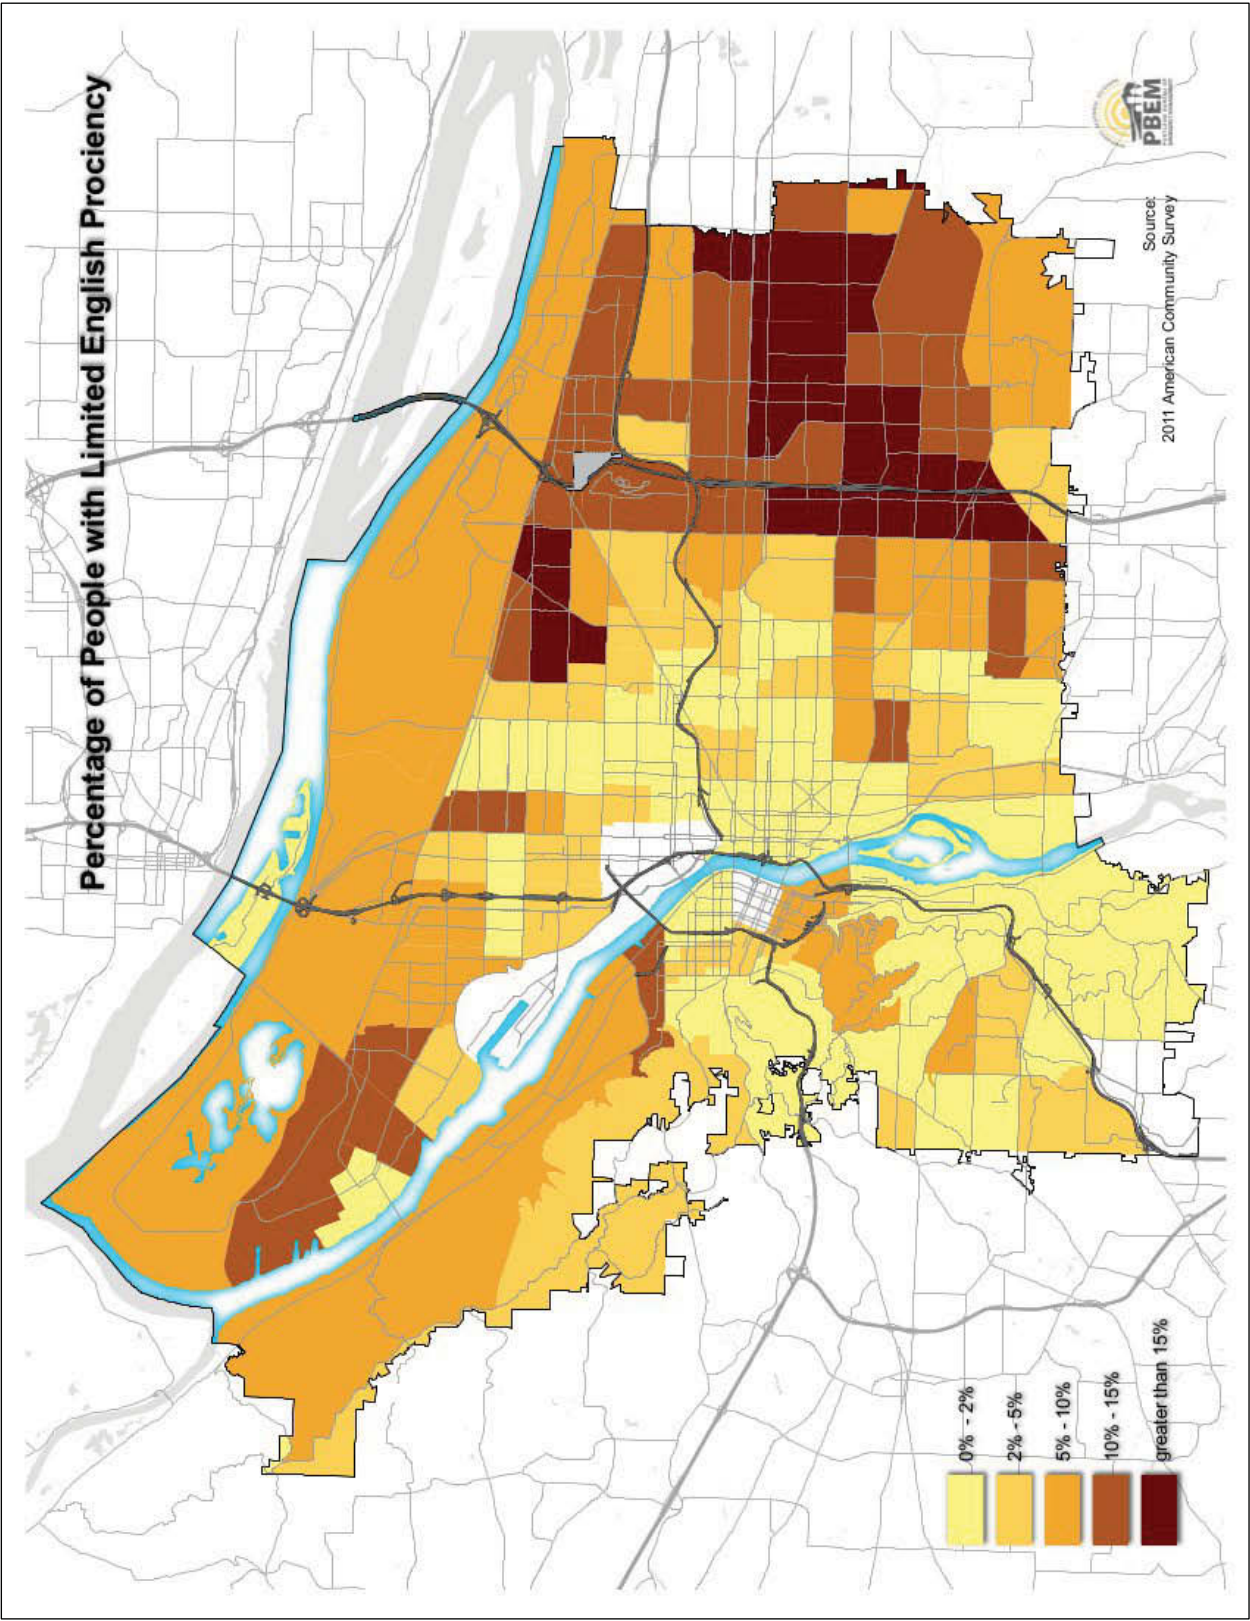 Percentage of People with Limited English Prociency
PBEM
Source:
2011 American Community Survey
0% - 2%
2% - 5%
5% - 10%
10% - 15%
greater than 15%